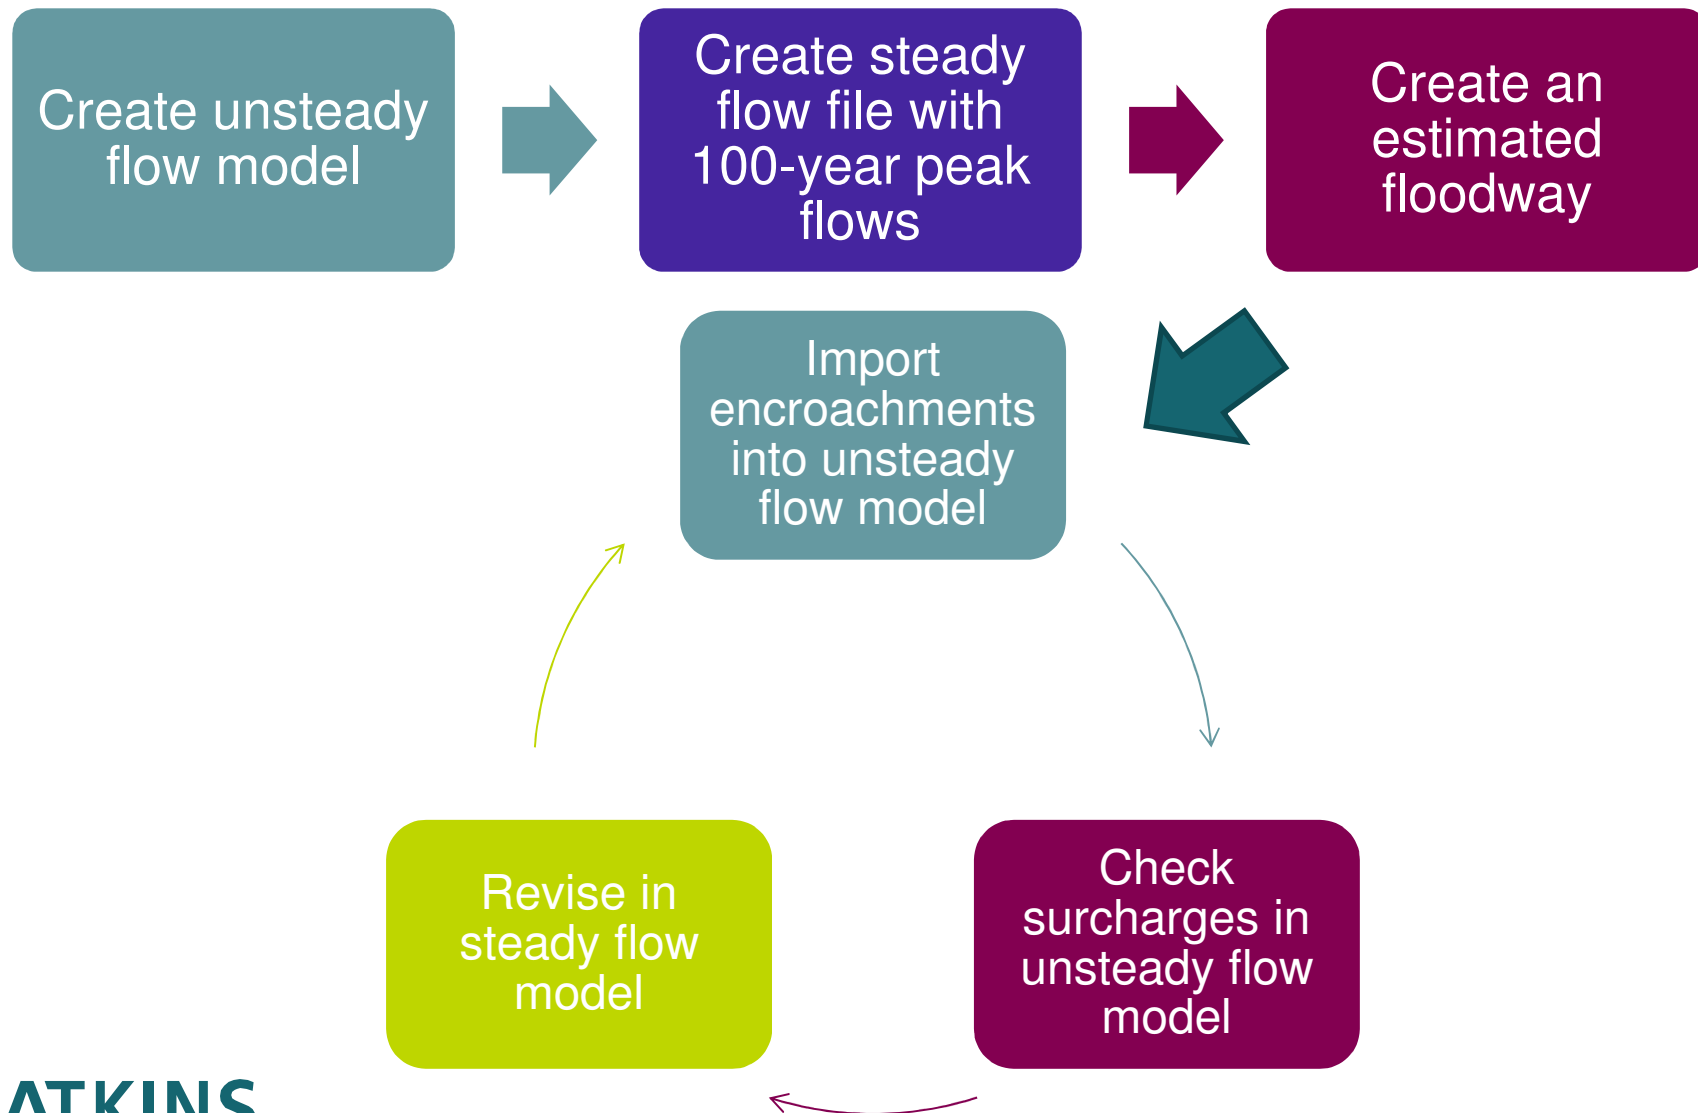 Create unsteady
flow model
Create steady
flow file with
100-year peak
flows
Create an
estimated
floodway
Import
encroachments
into unsteady
flow model
Revise in
steady flow
model
Check
surcharges in
unsteady flow
model
ATKINS